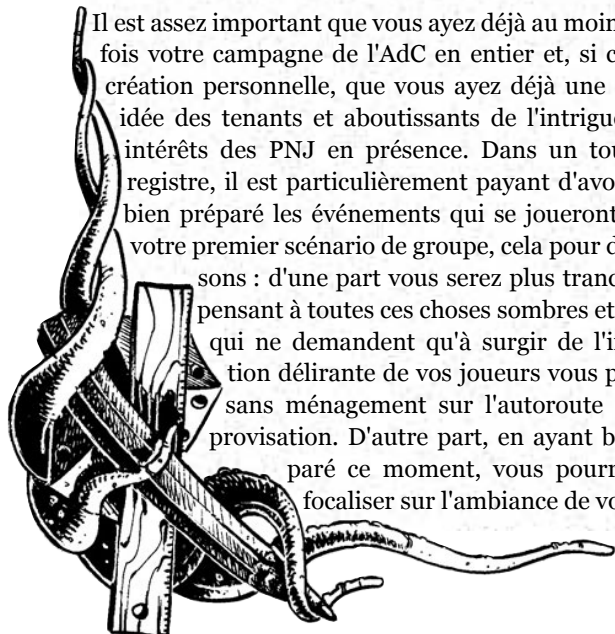 Il est assez important que vous ayez déjà au moin
fois votre campagne de l'AdC en entier et, si c
création personnelle, que vous ayez déjà une
idée des tenants et aboutissants de l'intrigu
intérêts des PNJ en présence. Dans un tou
registre, il est particulièrement payant d'avo
bien préparé les événements qui se joueront
votre premier scénario de groupe, cela pour d
sons : d'une part vous serez plus tranc
pensant à toutes ces choses sombres et
qui ne demandent qu'à surgir de l'i
tion délirante de vos joueurs vous p
sans ménagement sur l'autoroute
provisation. D'autre part, en ayant b
paré ce moment, vous pourr
focaliser sur l'ambiance de vo